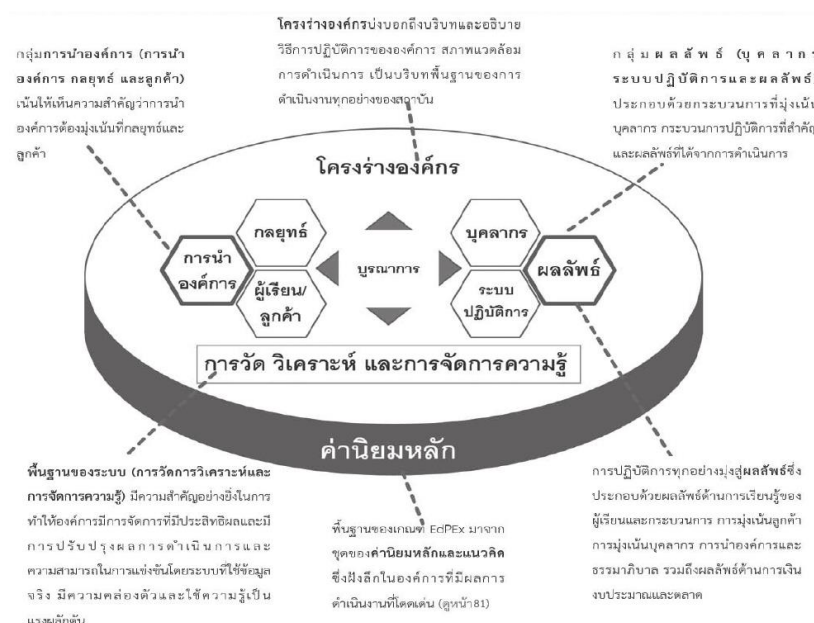 โครงร่างองค์กรบ่งบอกถึงบริบทและอธิบาย
วิธีการปฏิบัติการขององค์การ สภาพแวดล้อม
การดำเนินการ เป็นบริบทพื้นฐานของการ
ดำเนินงานทุกอย่างของสถาบัน
กลุ่มการนำองค์การ (การนำ
องค์การ กลยุทธ์ และลูกค้า)
เน้นให้เห็นความสำคัญว่าการนำ
องค์การต้องมุ่งเน้นที่กลยุทธ์และ
ลูกค้า
กลุ่มผลลัพธ์ (บุคลากร
ระบบปฏิบัติการและผลลัพธ์
ประกอบด้วยกระบวนการที่มุ่งเน้น
บุคลากร กระบวนการปฏิบัติการที่สำคัญ
และผลลัพธ์ที่ได้จากการดำเนินการ
โครงร่างองค์กร
กลยุทธ์
บุคลากร
การนำ
องค์การ
บูรณาการ
ผลลัพธ์
ผู้เรียน/
ลูกค้า
ระบบ
ปฏิบัติการ
การวัด วิเคราะห์ และการจัดการความรู้
ค่านิยมหลัก
พื้นฐานของระบบ (การวัดการวิเคราะห์และ
การจัดการความรู้) มีความสำคัญอย่างยิ่งในการ
ทำให้องค์การมีการจัดการที่มีประสิทธิผลและมี
การปรับปรุงผลการดำเนินการและ
ความสามารถในการแข่งขันโดยระบบที่ใช้ข้อมูล
จริง มีความคล่องตัวและใช้ความรู้เป็น
แรงผลักดัน
พื้นฐานของเกณฑ์ EdPEx มาจาก
ชุดของค่านิยมหลักและแนวคิด
ซึ่งฝังลึกในองค์การที่มีผลการ
ดำเนินงานที่โดดเด่น (ดูหน้า 81)
การปฏิบัติการทุกอย่างมุ่งสู่ผลลัพธ์ซึ่ง
ประกอบด้วยผลลัพธ์ด้านการเรียนรู้ของ
ผู้เรียนและกระบวนการ การมุ่งเน้นลูกค้า
การมุ่งเน้นบุคลากร การนำองค์การและ
ธรรมาภิบาล รวมถึงผลลัพธ์ด้านการเงิน
งบประมาณและตลาด